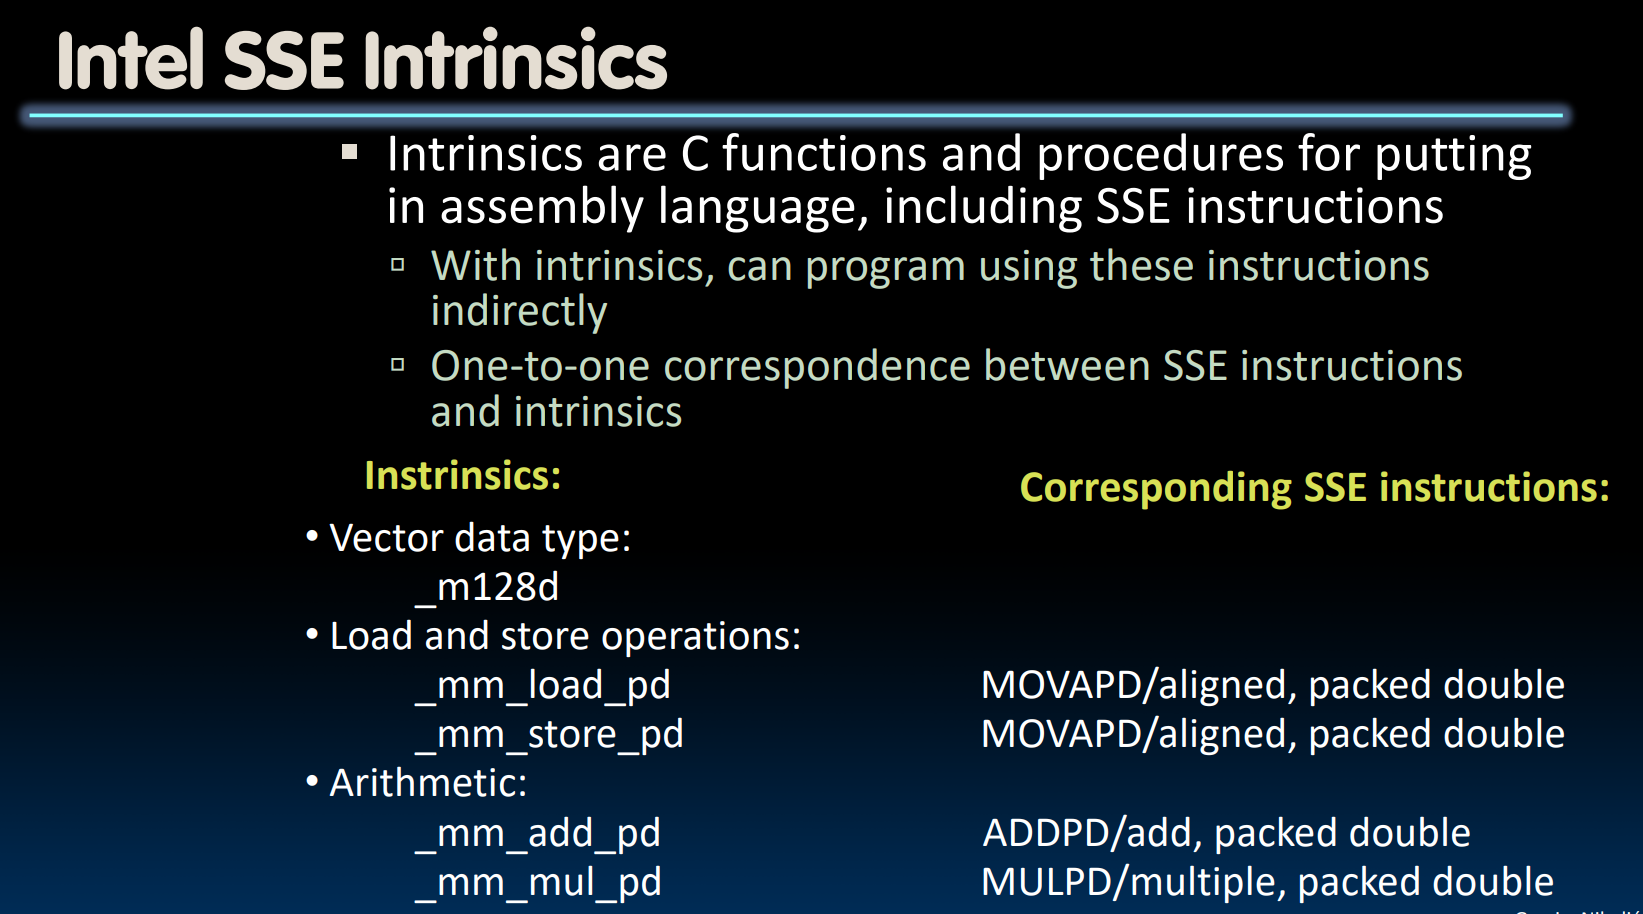 Intel SSE Intrinsics
▪ Intrinsics are C functions and procedures for putting
in assembly language, including SSE instructions
▫ With intrinsics, can program using these instructions
indirectly
▫ One-to-one correspondence between SSE instructions
and intrinsics
Instrinsics:
Corresponding SSE instructions:
• Vector data type:
_m128d
• Load and store operations:
_mm_load_pd MOVAPD/aligned, packed double
_mm_store_pd MOVAPD/aligned, packed double
• Arithmetic:
_mm_add_pd ADDPD/add, packed double
_mm_mul_pd MULPD/multiple, packed double